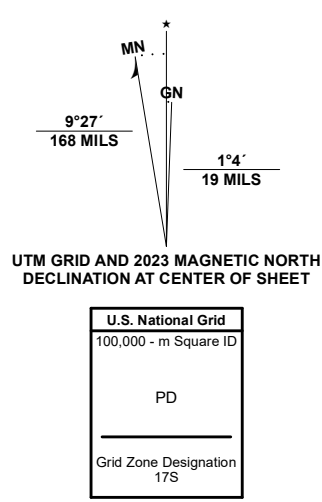 ★
MN
GN
9°27´
168 MILS
1°4´
19 MILS
UTM GRID AND 2023 MAGNETIC NORTH
DECLINATION AT CENTER OF SHEET
U.S. National Grid
100,000 - m Square ID
PD
Grid Zone Designation
17S